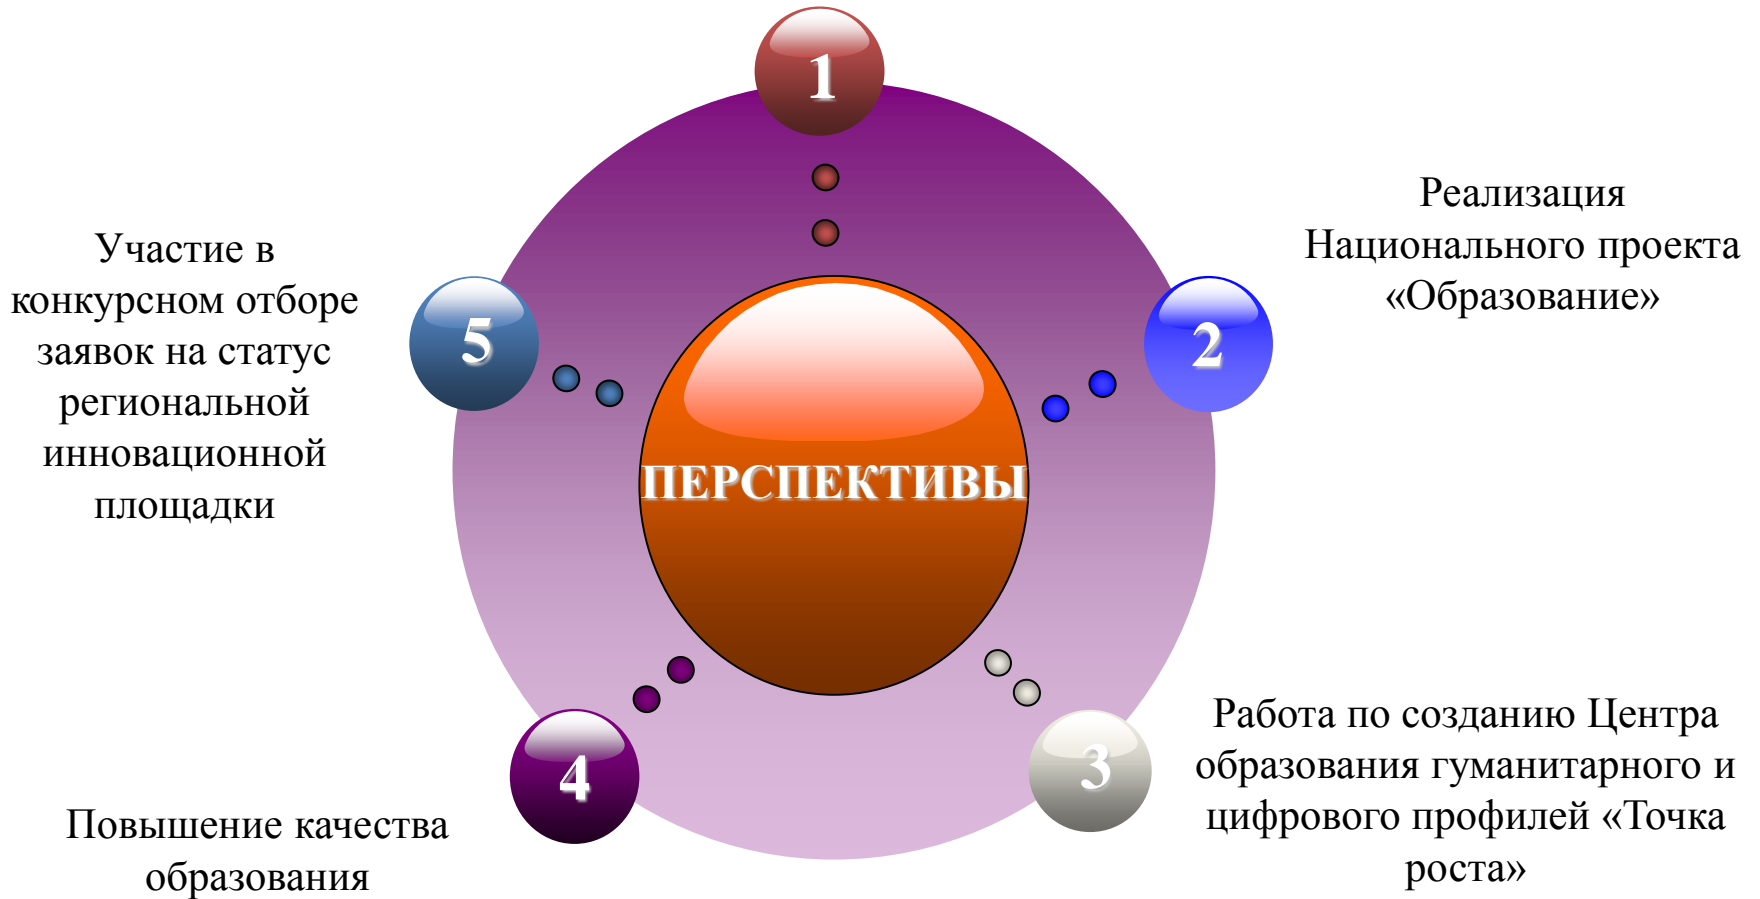 1
Реализация
Национального проекта
«Образование»
2
Участие в
конкурсном отборе
заявок на статус
региональной
инновационной
площадки
5
ПЕРСПЕКТИВЫ
3
Работа по созданию Центра
образования гуманитарного и
цифрового профилей «Точка
роста»
4
Повышение качества
образования